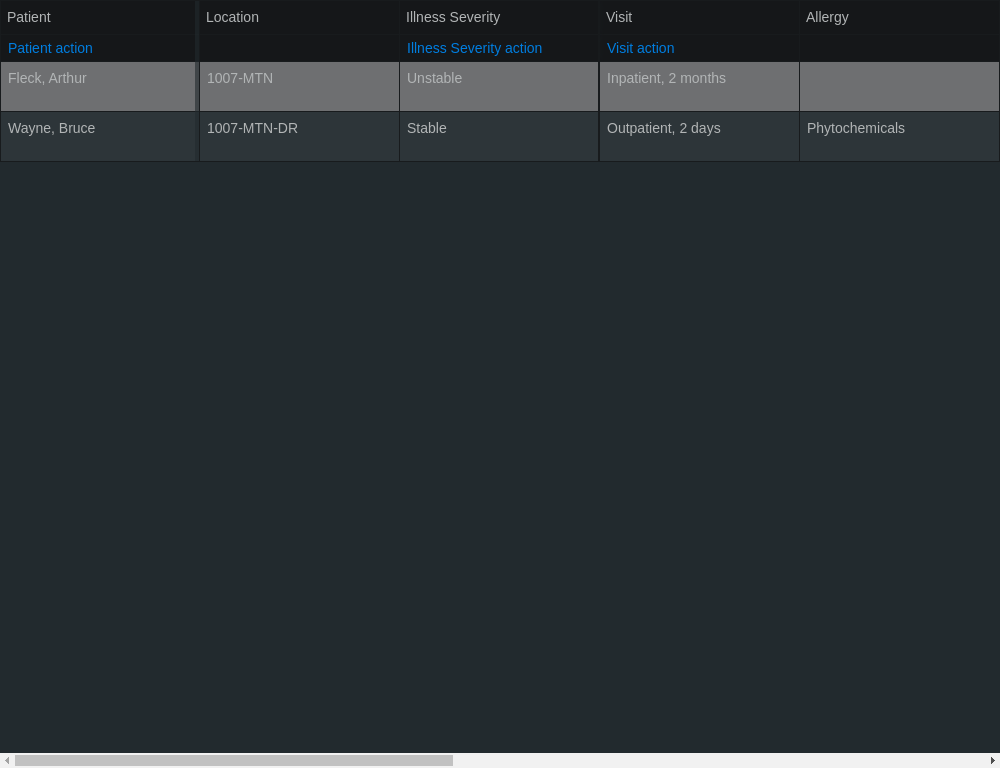 Patient Location Illness Severity Visit Allergy
Patient action Illness Severity action Visit action
Fleck, Arthur 1007-MTN Unstable Inpatient, 2 months
Wayne, Bruce 1007-MTN-DR Stable Outpatient, 2 days Phytochemicals